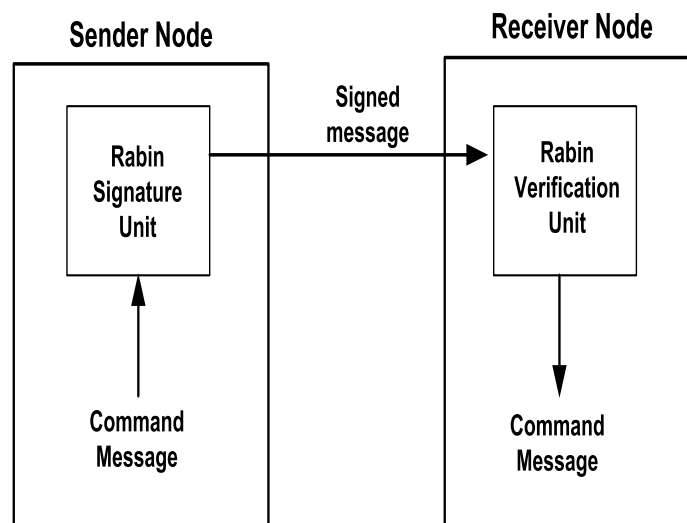 Sender Node
Receiver Node
Signed
message
Rabin
Signature
Unit
Rabin
Verification
Unit
Command
Message
Command
Message